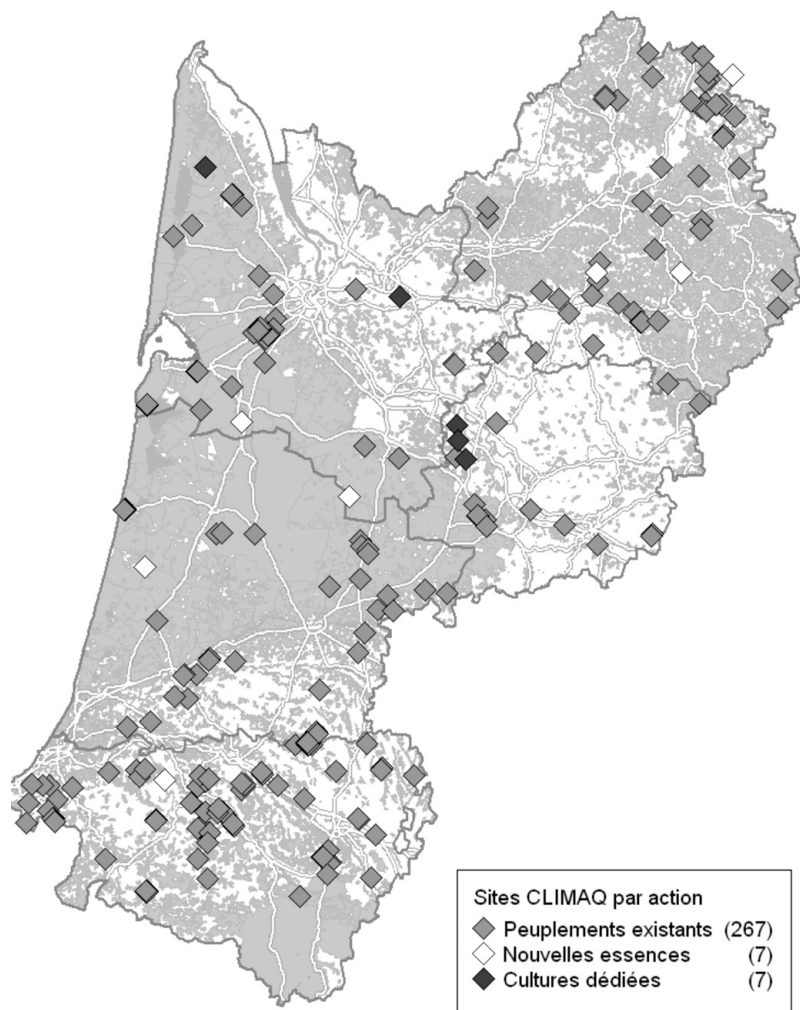 Sites CLIMAQ par action
Peuplements existants (267)
Nouvelles essences (7)
Cultures dédiées (7)